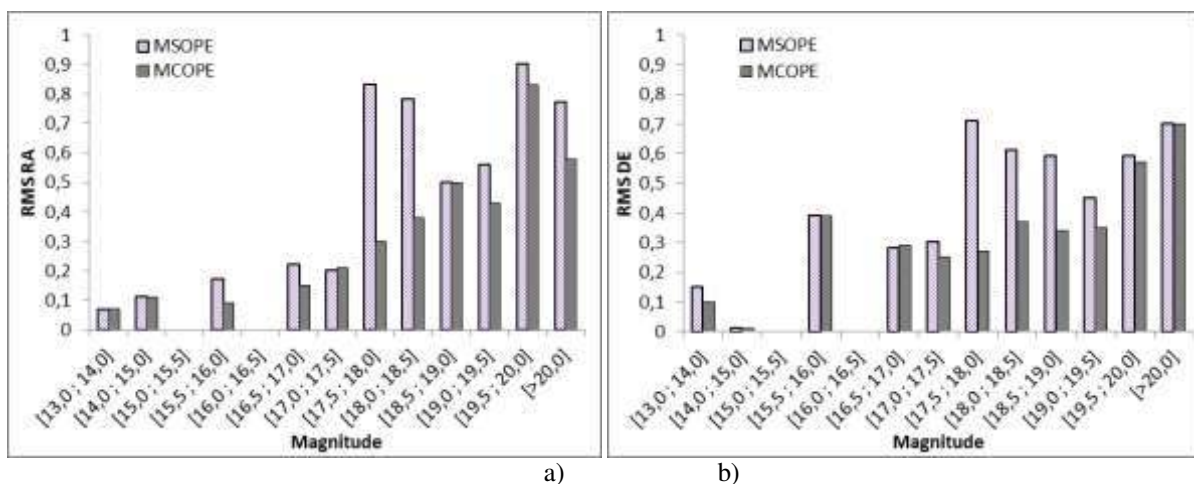 1
0,9
0,8
0,7
0,6
0,5
0,4
0,3
0,2
0,1
0
RMS RA
MSOPE
MCOPE
[13,0 ; 14,0]
[14,0 ; 15,0]
[15,0 ; 15,5]
[15,5 ; 16,0]
[16,0 ; 16,5]
[16,5 ; 17,0]
[17,0 ; 17,5]
[17,5 ; 18,0]
[18,0 ; 18,5]
[18,5 ; 19,0]
[19,0 ; 19,5]
[19,5 ; 20,0]
[>20,0]
Magnitude
1
0,9
0,8
0,7
0,6
0,5
0,4
0,3
0,2
0,1
0
RMS DE
MSOPE
MCOPE
[13,0 ; 14,0]
[14,0 ; 15,0]
[15,0 ; 15,5]
[15,5 ; 16,0]
[16,0 ; 16,5]
[16,5 ; 17,0]
[17,0 ; 17,5]
[17,5 ; 18,0]
[18,0 ; 18,5]
[18,5 ; 19,0]
[19,0 ; 19,5]
[19,5 ; 20,0]
[>20,0]
Magnitude
a) b)